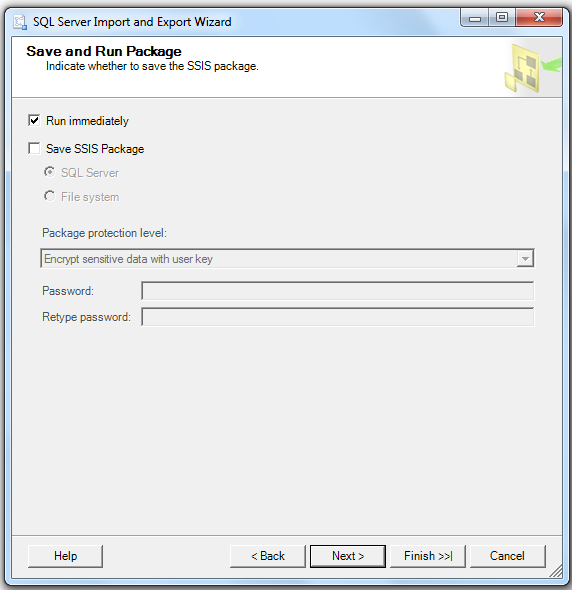 SQL Server Import and Export Wizard
Save and Run Package
Indicate whether to save the SSIS package.
Run immediately
Save SSIS Package
SQL Server
File system
Package protection level:
Encrypt sensitive data with user key
Password:
Retype password:
Help
< Back
Next >
Finish >>|
Cancel